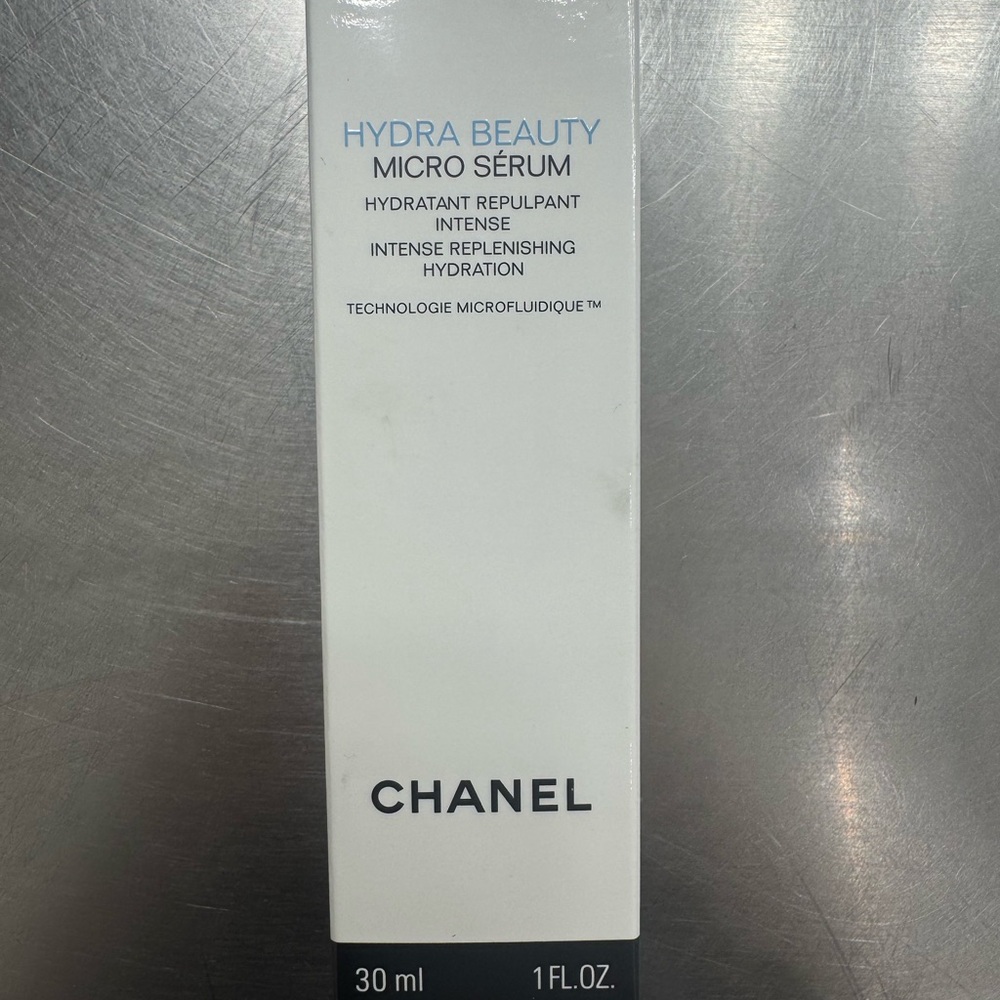 HYDRA BEAUTY
MICRO SÉRUM
HYDRATANT REPULPANT
INTENSE
INTENSE REPLENISHING
HYDRATION
TECHNOLOGIE MICROFLUIDIQUE™
CHANEL
30 ml 1 FL.OZ.